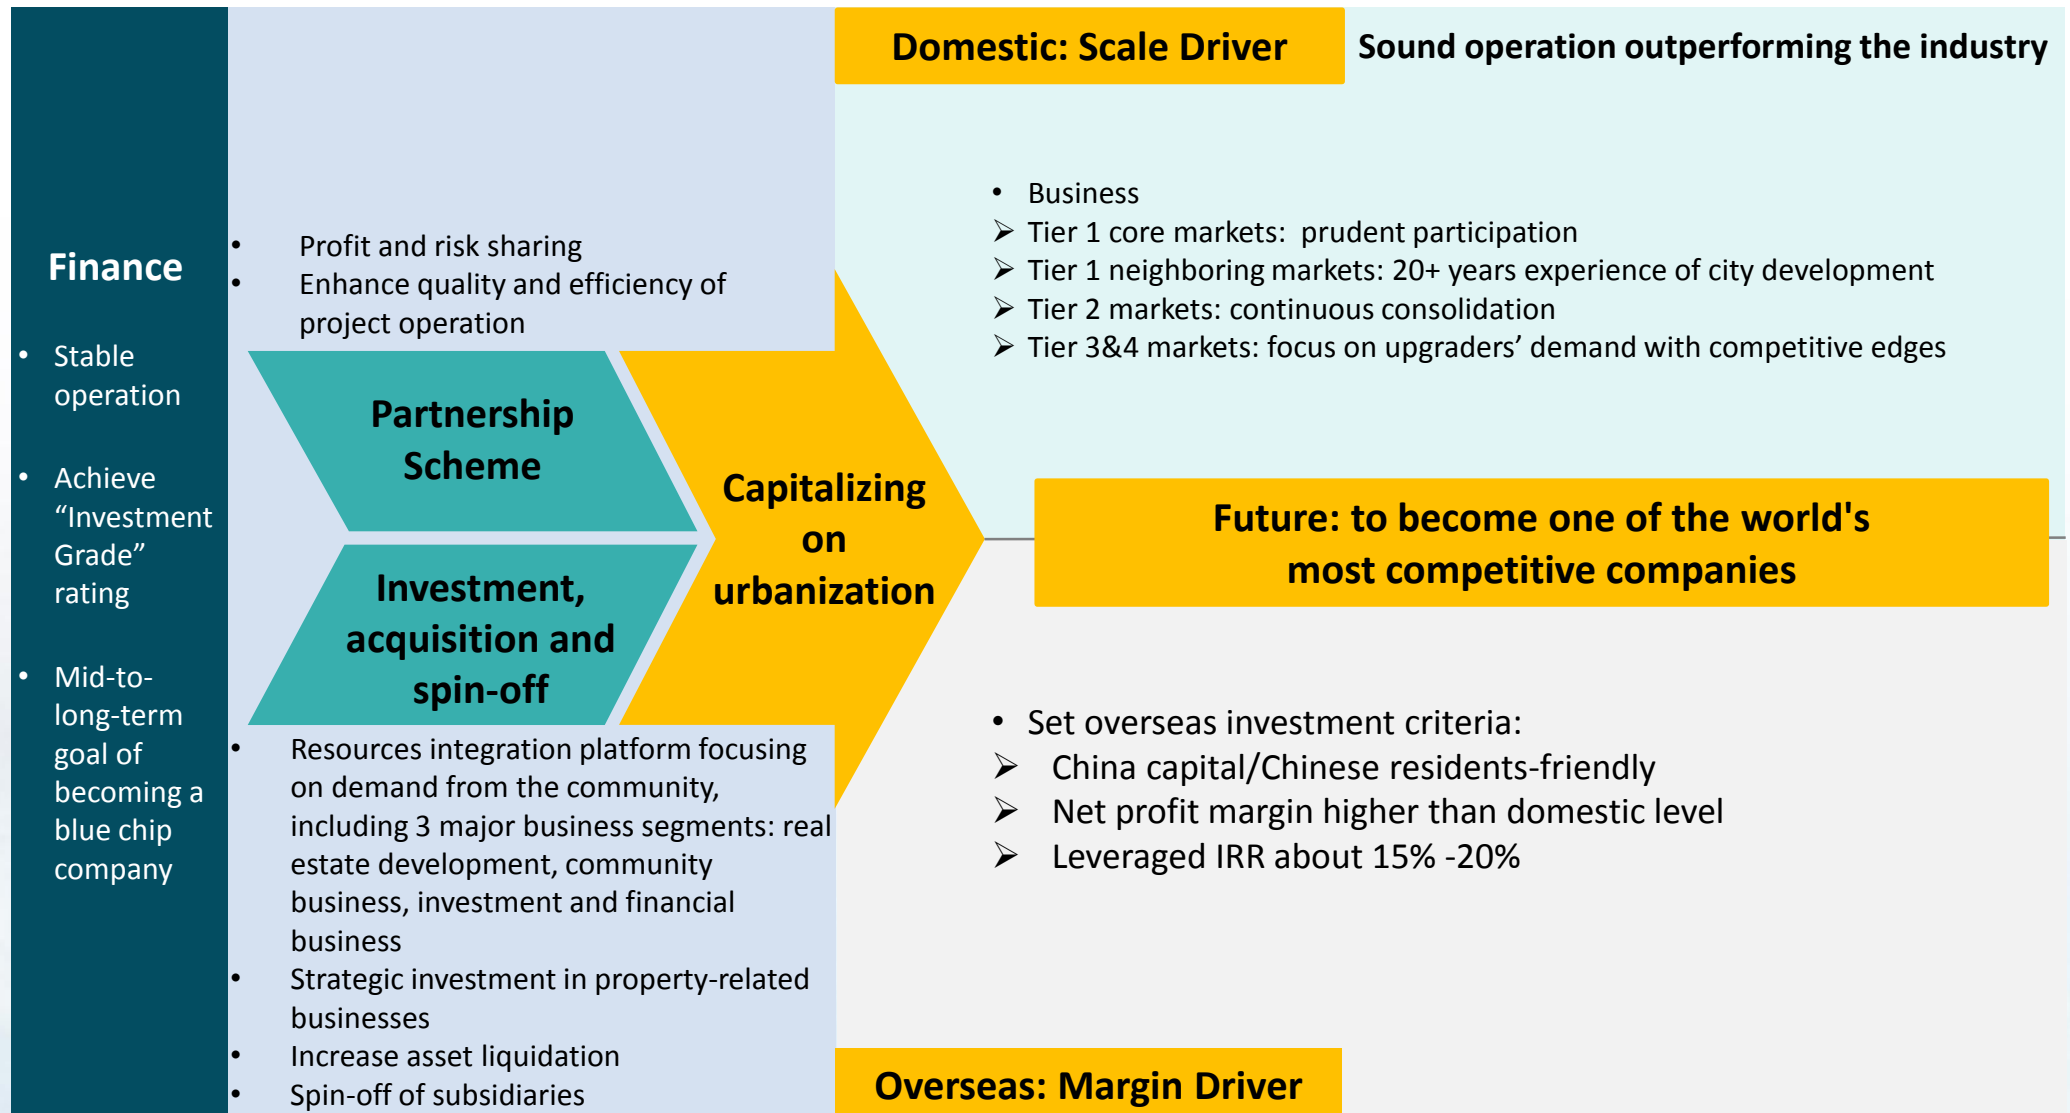 Finance
• Stable
operation
• Achieve
“Investment
Grade”
rating
• Mid-to-
long-term
goal of
becoming a
blue chip
company
• Profit and risk sharing
• Enhance quality and efficiency of
project operation
Partnership
Scheme
Investment,
acquisition and
spin-off
• Resources integration platform focusing
on demand from the community,
including 3 major business segments: real
estate development, community
business, investment and financial
business
• Strategic investment in property-related
businesses
• Increase asset liquidation
• Spin-off of subsidiaries
Capitalizing
on
urbanization
Domestic: Scale Driver
Sound operation outperforming the industry
• Business
➢ Tier 1 core markets: prudent participation
➢ Tier 1 neighboring markets: 20+ years experience of city development
➢ Tier 2 markets: continuous consolidation
➢ Tier 3&4 markets: focus on upgraders’ demand with competitive edges
Future: to become one of the world's
most competitive companies
• Set overseas investment criteria:
➢ China capital/Chinese residents-friendly
➢ Net profit margin higher than domestic level
➢ Leveraged IRR about 15% -20%
Overseas: Margin Driver